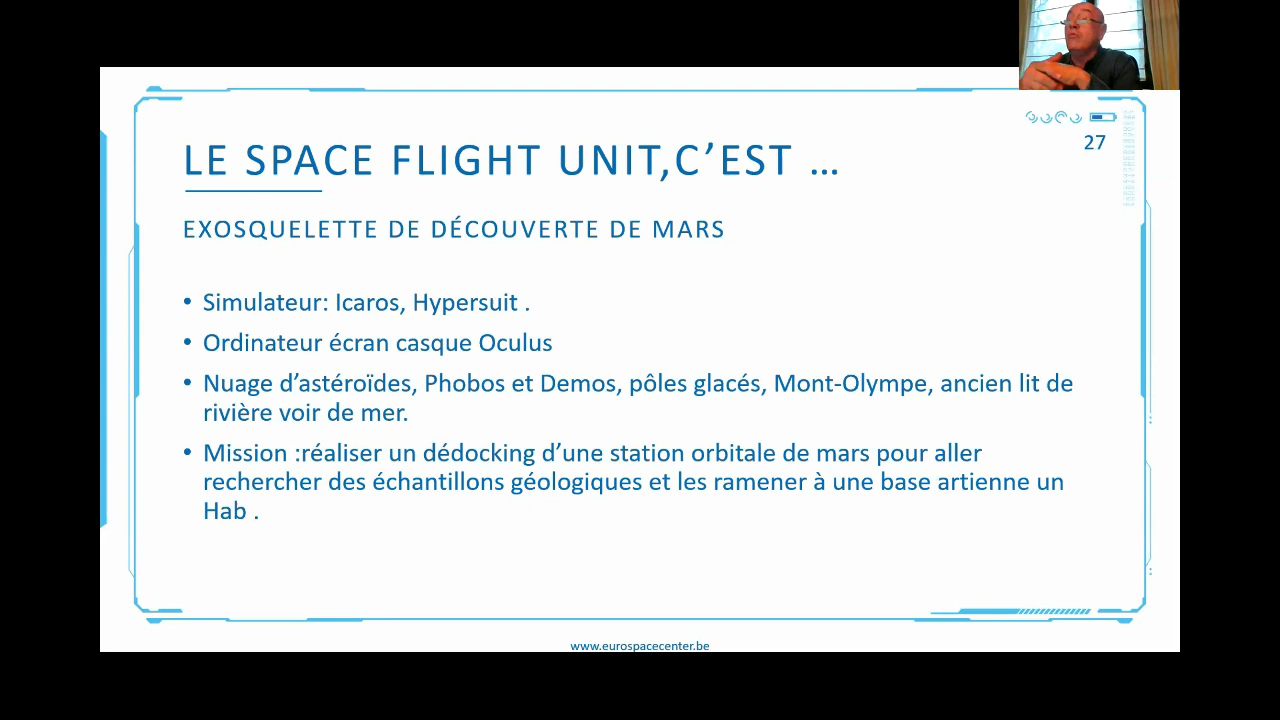 27
LE SPACE FLIGHT UNIT,C’EST …
EXOSQUELETTE DE DÉCOUVERTE DE MARS
• Simulateur: Icaros, Hypersuit .
• Ordinateur écran casque Oculus
• Nuage d’astéroïdes, Phobos et Demos, pôles glacés, Mont-Olympe, ancien lit de
rivière voir de mer.
• Mission :réaliser un dédocking d’une station orbitale de mars pour aller
rechercher des échantillons géologiques et les ramener à une base artienne un
Hab .
www.eurospacecenter.be